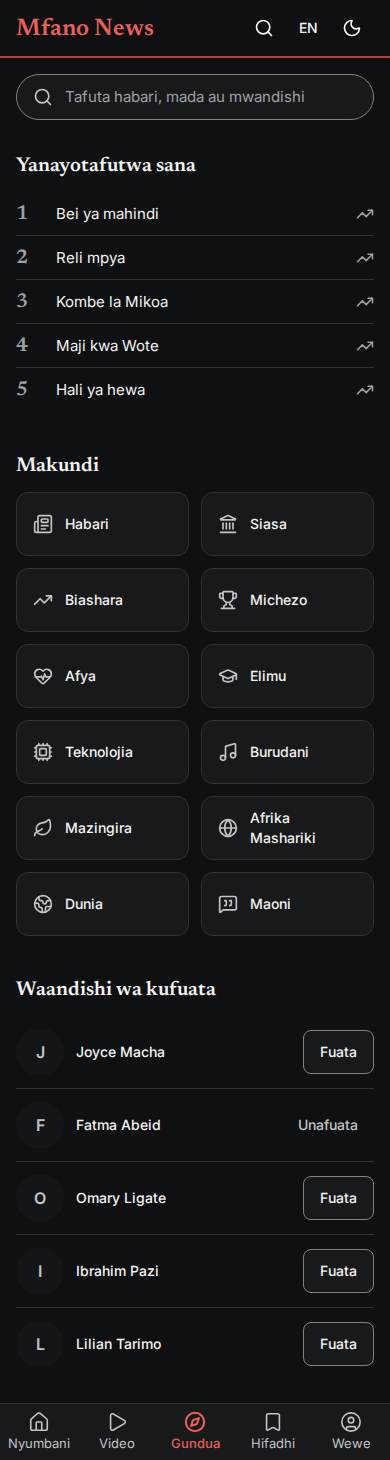 Mfano News
EN
Tafuta habari, mada au mwandishi
Yanayotafutwa sana
1 Bei ya mahindi
2 Reli mpya
3 Kombe la Mikoa
4 Maji kwa Wote
5 Hali ya hewa
Makundi
Habari
Siasa
Biashara
Michezo
Afya
Elimu
Teknolojia
Burudani
Mazingira
Afrika
Mashariki
Dunia
Maoni
Waandishi wa kufuata
J Joyce Macha Fuata
F Fatma Abeid Unafuata
O Omary Ligate Fuata
I Ibrahim Pazi Fuata
L Lilian Tarimo Fuata
Nyumbani Video Gundua Hifadhi Wewe